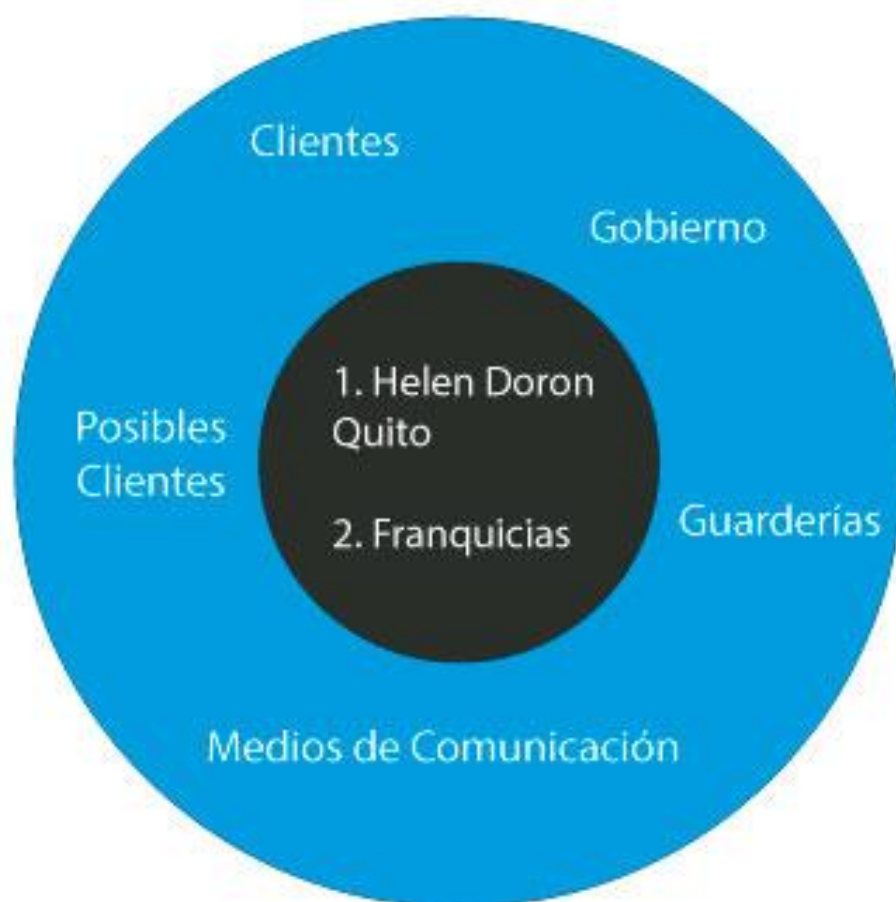 Clientes
Gobierno
1. Helen Doron
Quito
Posibles
Clientes
2. Franquicias
Guarderías
Medios de Comunicación